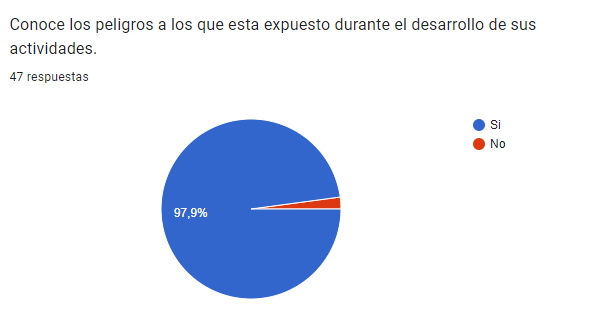 Conoce los peligros a los que esta expuesto durante el desarrollo de sus
actividades.
47 respuestas
Si
No
97,9%